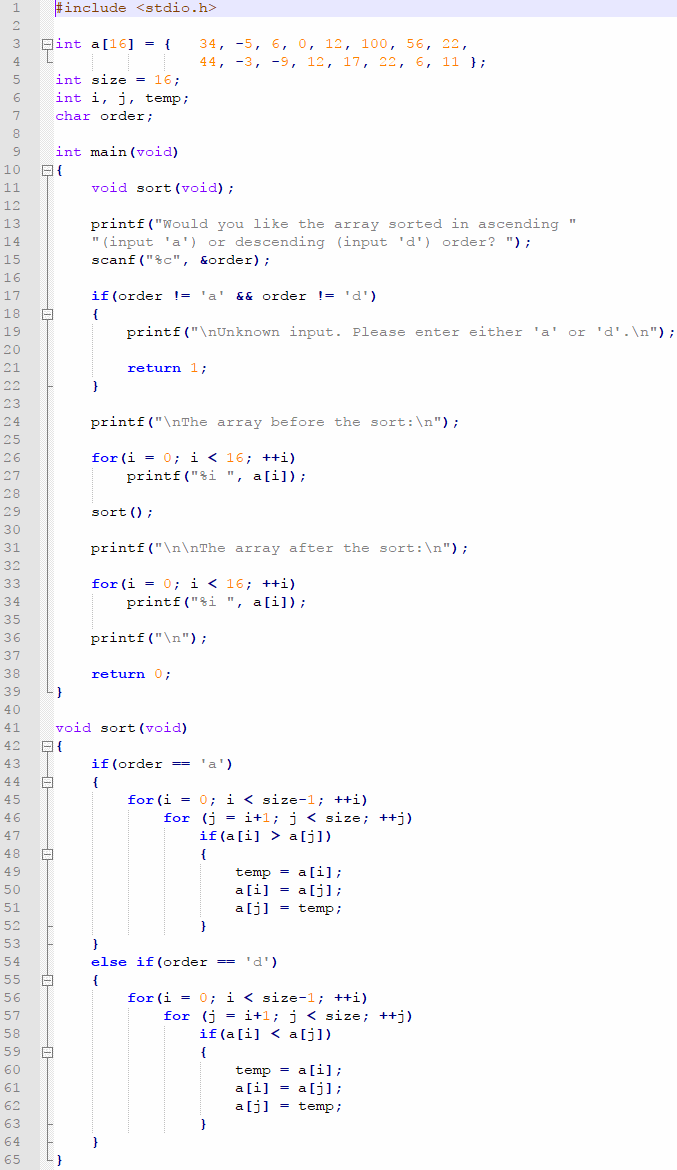 1 #include <stdio.h>
2
3 int a[16] = {   34, -5, 6, 0, 12, 100, 56, 22,
4                 44, -3, -9, 12, 17, 22, 6, 11 };
5 int size = 16;
6 int i, j, temp;
7 char order;
8
9 int main(void)
10 {
11     void sort(void);
12
13     printf("Would you like the array sorted in ascending "
14     "(input 'a') or descending (input 'd') order? ");
15     scanf("%c", &order);
16
17     if(order != 'a' && order != 'd')
18     {
19         printf("\nUnknown input. Please enter either 'a' or 'd'.\n");
20
21         return 1;
22     }
23
24     printf("\nThe array before the sort:\n");
25
26     for(i = 0; i < 16; ++i)
27         printf("%i ", a[i]);
28
29     sort();
30
31     printf("\n\nThe array after the sort:\n");
32
33     for(i = 0; i < 16; ++i)
34         printf("%i ", a[i]);
35
36     printf("\n");
37
38     return 0;
39 }
40
41 void sort(void)
42 {
43     if(order == 'a')
44     {
45         for(i = 0; i < size-1; ++i)
46             for (j = i+1; j < size; ++j)
47                 if(a[i] > a[j])
48                 {
49                     temp = a[i];
50                     a[i] = a[j];
51                     a[j] = temp;
52                 }
53     }
54     else if(order == 'd')
55     {
56         for(i = 0; i < size-1; ++i)
57             for (j = i+1; j < size; ++j)
58                 if(a[i] < a[j])
59                 {
60                     temp = a[i];
61                     a[i] = a[j];
62                     a[j] = temp;
63                 }
64     }
65 }